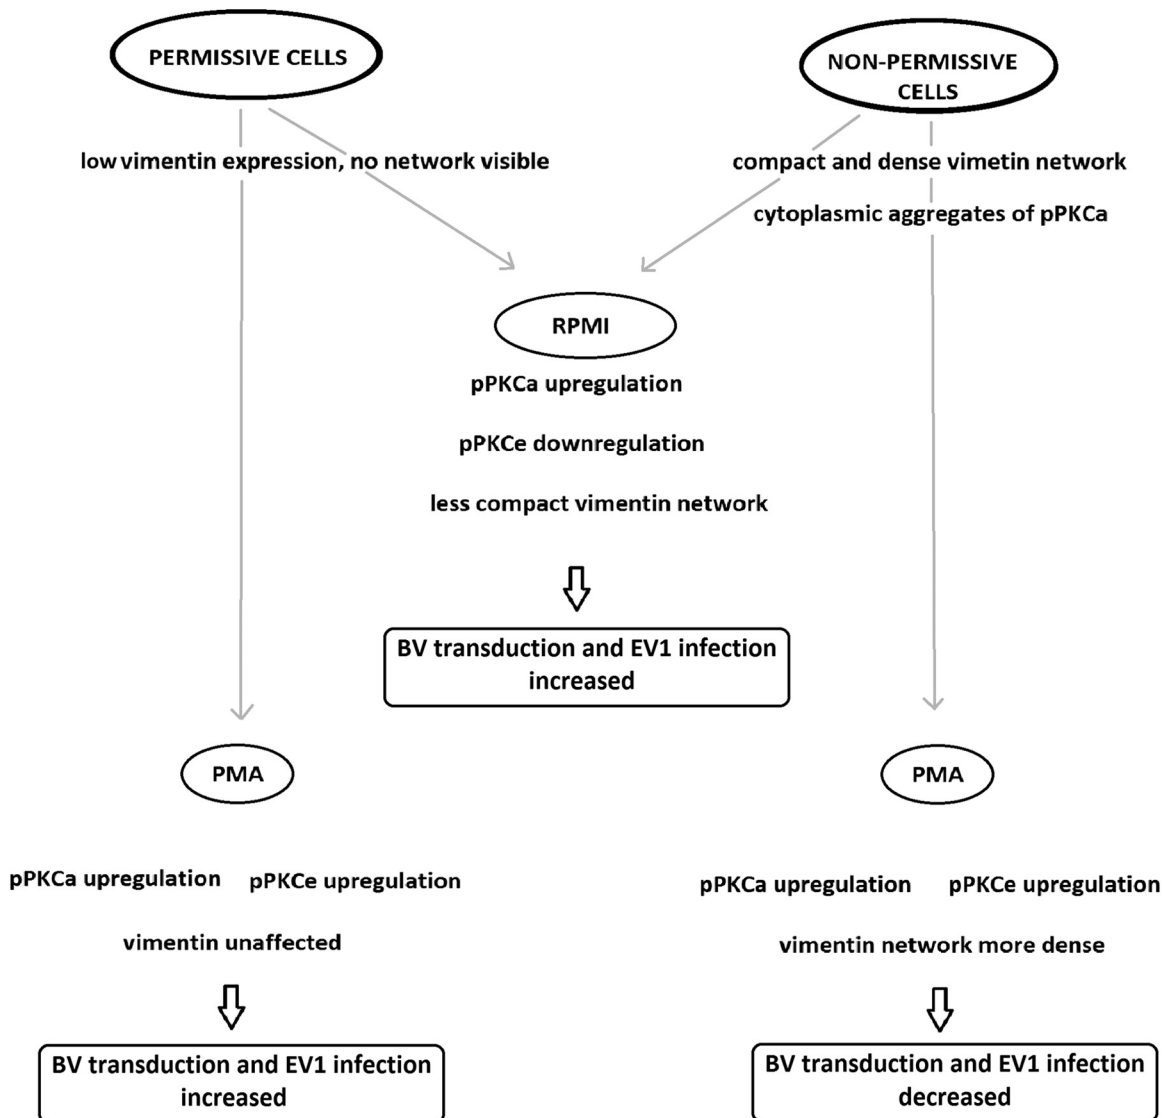 PERMISSIVE CELLS
NON-PERMISSIVE
CELLS
low vimentin expression, no network visible
compact and dense vimetin network
cytoplasmic aggregates of pPKCa
RPMI
pPKCa upregulation
pPKCe downregulation
less compact vimentin network
BV transduction and EV1 infection
increased
PMA
PMA
pPKCa upregulation
pPKCe upregulation
pPKCa upregulation
pPKCe upregulation
vimentin unaffected
vimentin network more dense
BV transduction and EV1 infection
increased
BV transduction and EV1 infection
decreased